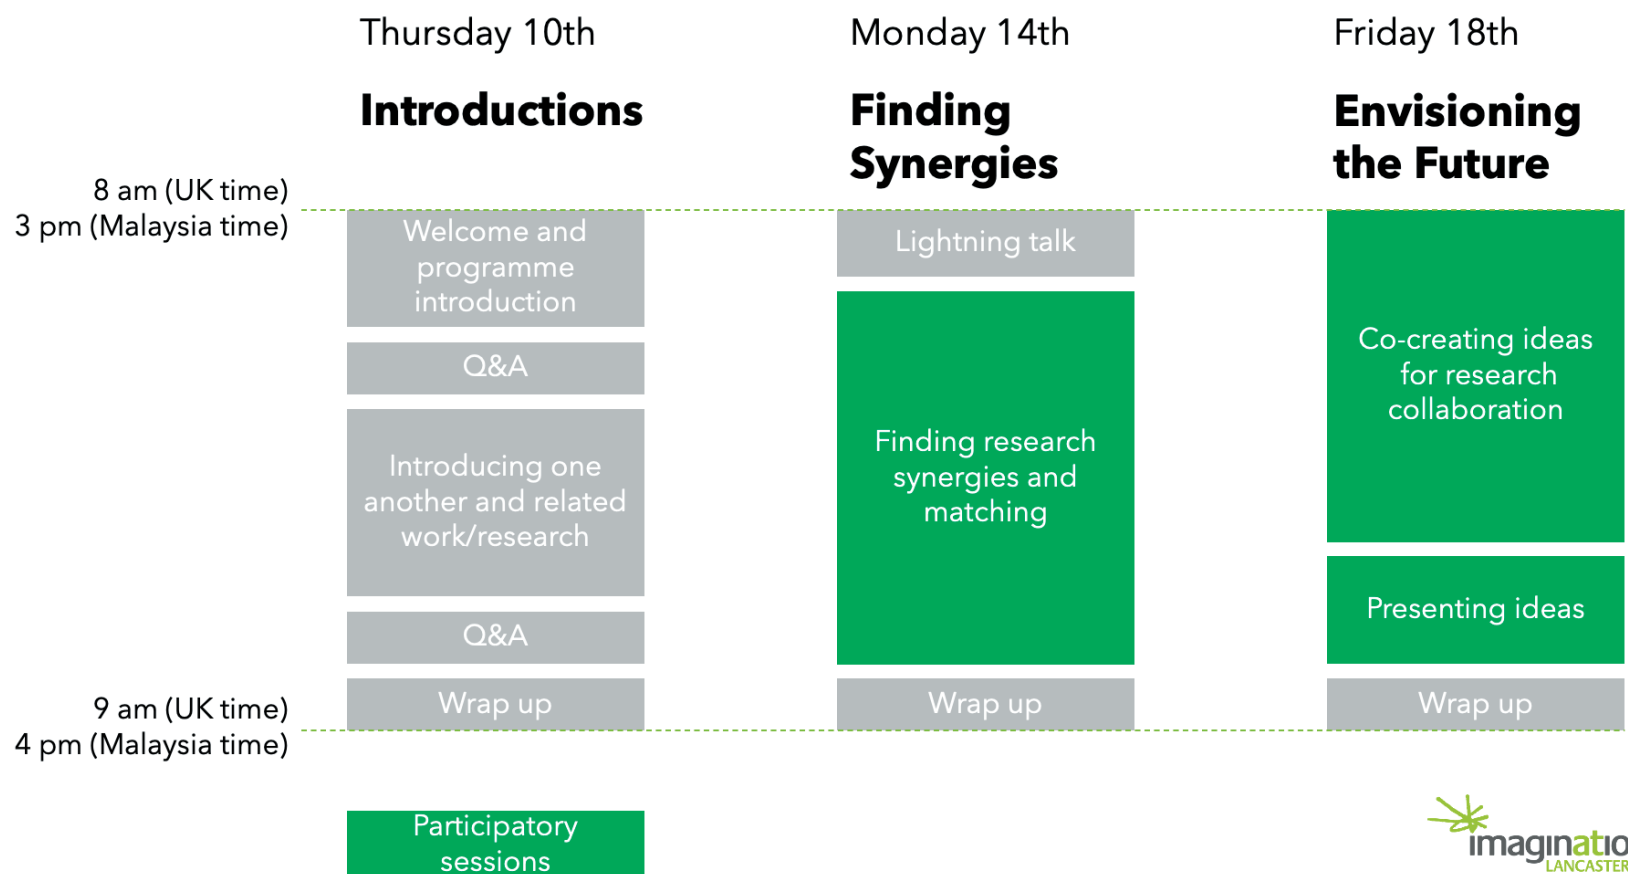 Thursday 10th
Introductions
Monday 14th
Finding
Synergies
Friday 18th
Envisioning
the Future
8 am (UK time)
3 pm (Malaysia time)
Welcome and
programme
introduction
Q&A
Introducing one
another and related
work/research
Q&A
Wrap up
Lightning talk
Finding research
synergies and
matching
Wrap up
Co-creating ideas
for research
collaboration
Presenting ideas
Wrap up
9 am (UK time)
4 pm (Malaysia time)
Participatory
sessions
imaginatio
LANCASTER